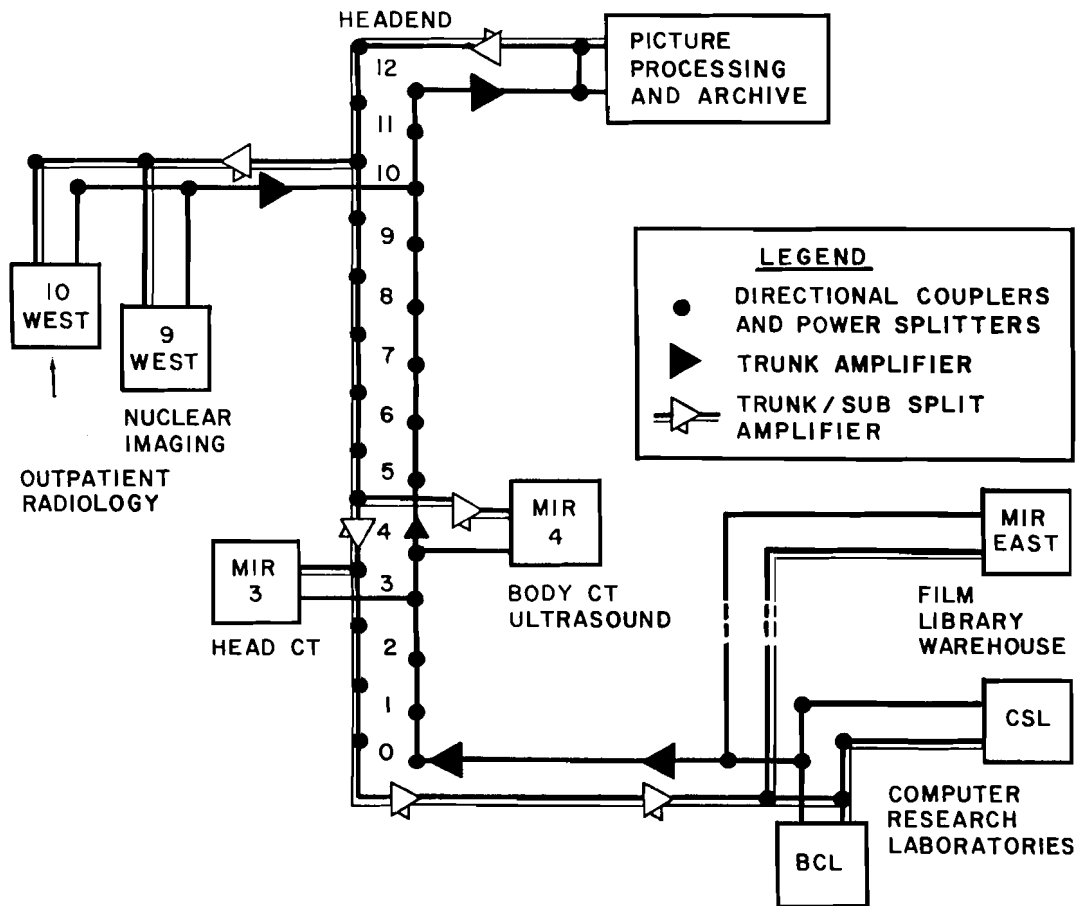 HEADEND
PICTURE
PROCESSING
AND ARCHIVE
12
11
10
9
8
7
6
5
4
3
2
1
0
10
WEST
9
WEST
NUCLEAR
IMAGING
OUTPATIENT
RADIOLOGY
LEGEND
DIRECTIONAL COUPLERS
AND POWER SPLITTERS
TRUNK AMPLIFIER
TRUNK/SUB SPLIT
AMPLIFIER
MIR
4
BODY CT
ULTRASOUND
MIR
3
HEAD CT
MIR
EAST
FILM
LIBRARY
WAREHOUSE
CSL
COMPUTER
RESEARCH
LABORATORIES
BCL